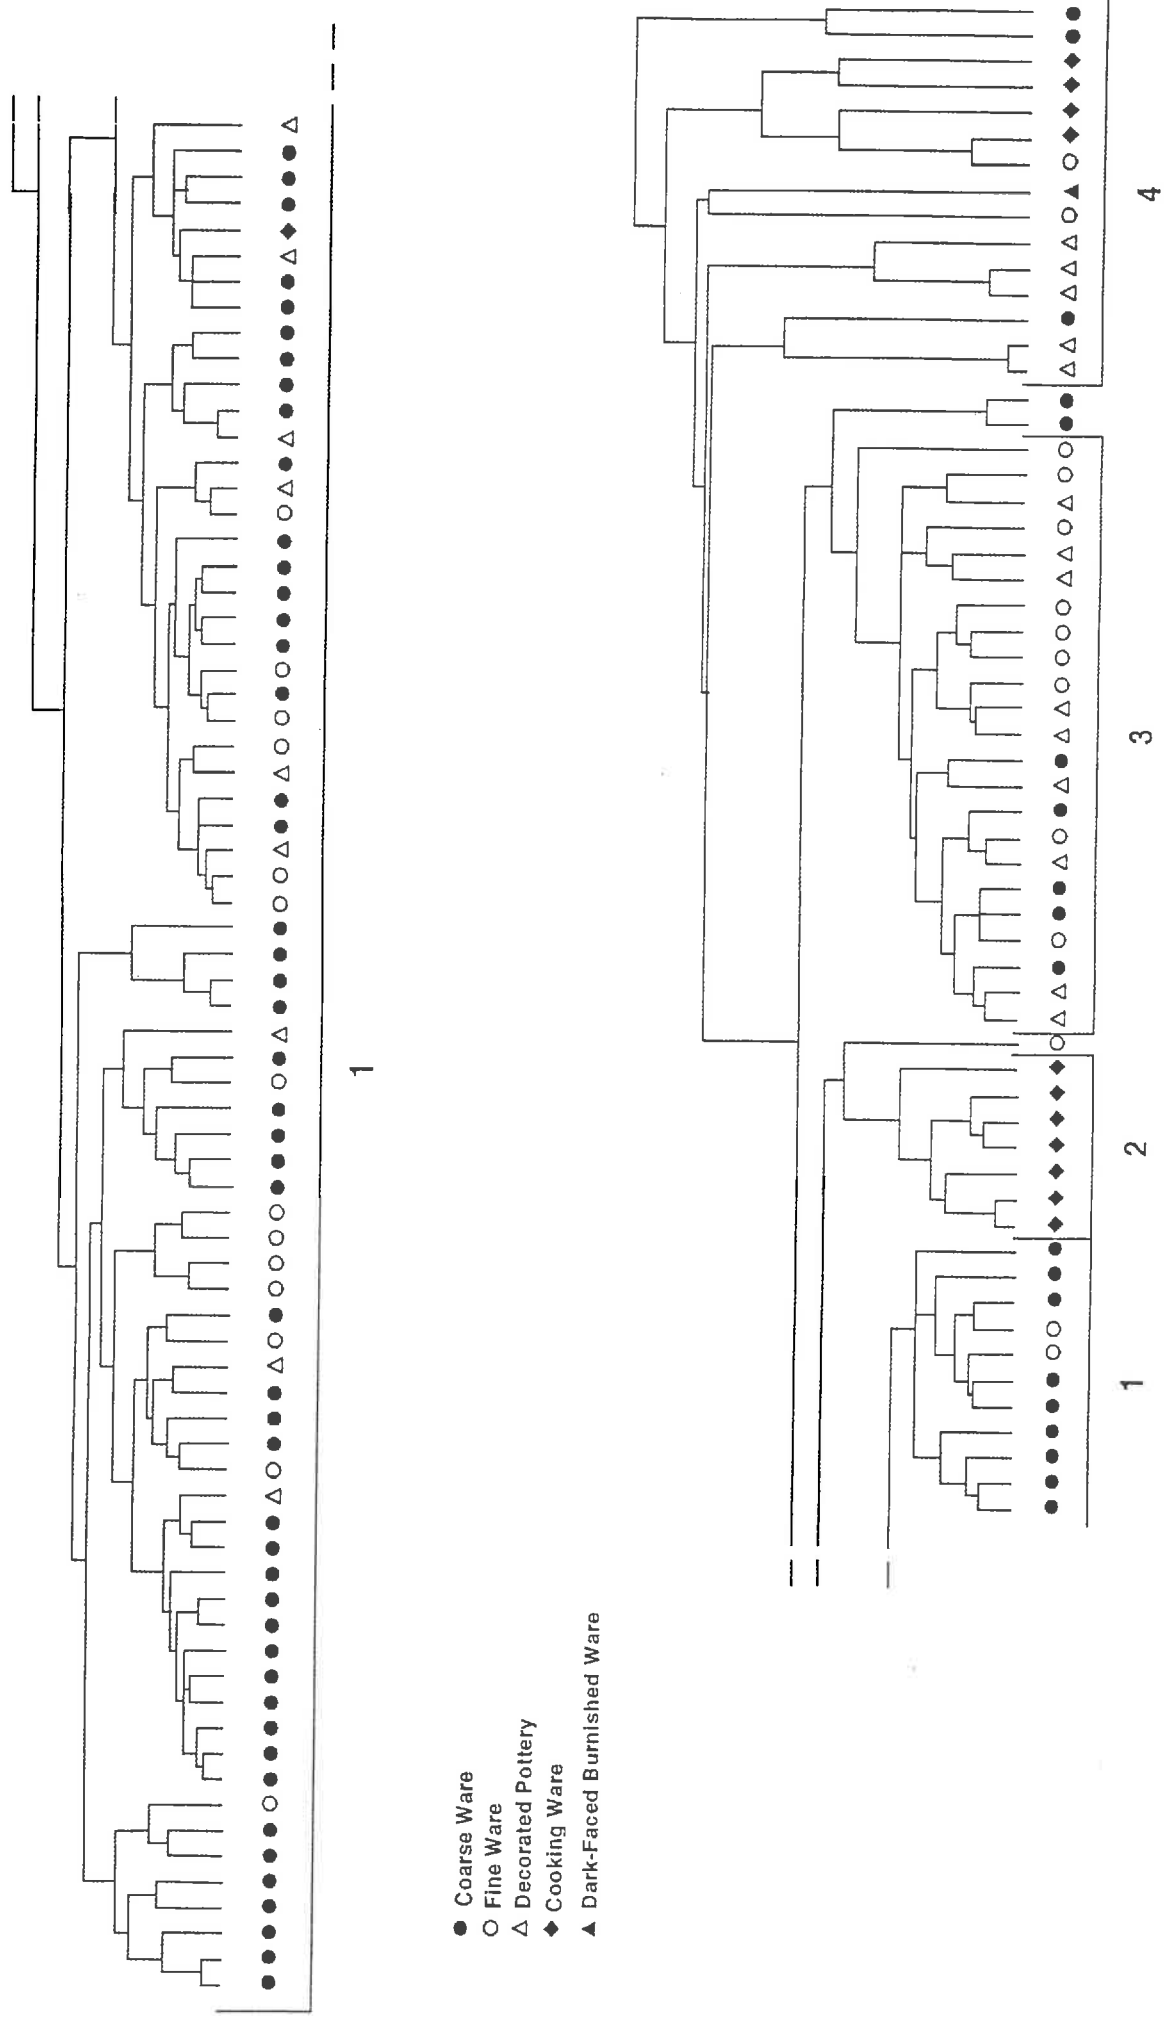 1
● Coarse Ware
○ Fine Ware
△ Decorated Pottery
◆ Cooking Ware
▲ Dark-Faced Burnished Ware
1
2
3
4